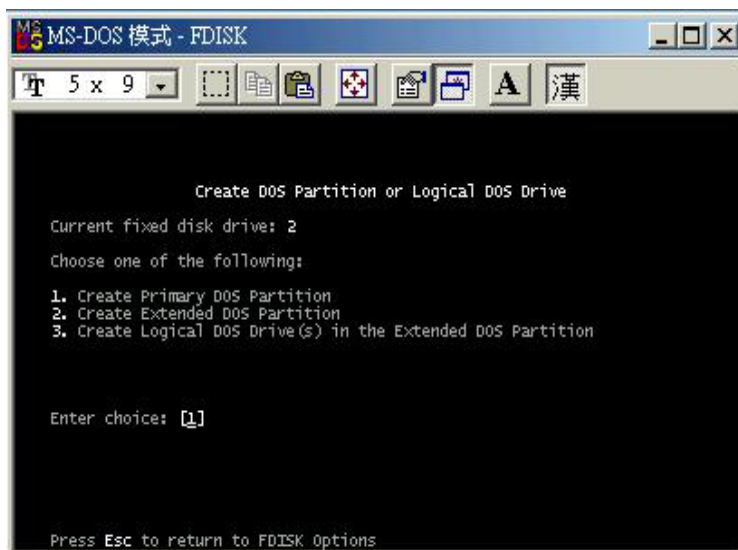 MS-DOS 模式 - FDISK
Tr 5 x 9 A 漢
Create DOS Partition or Logical DOS Drive
Current fixed disk drive: 2
Choose one of the following:
1. Create Primary DOS Partition
2. Create Extended DOS Partition
3. Create Logical DOS Drive(s) in the Extended DOS Partition
Enter choice: [1]
Press Esc to return to FDISK Options